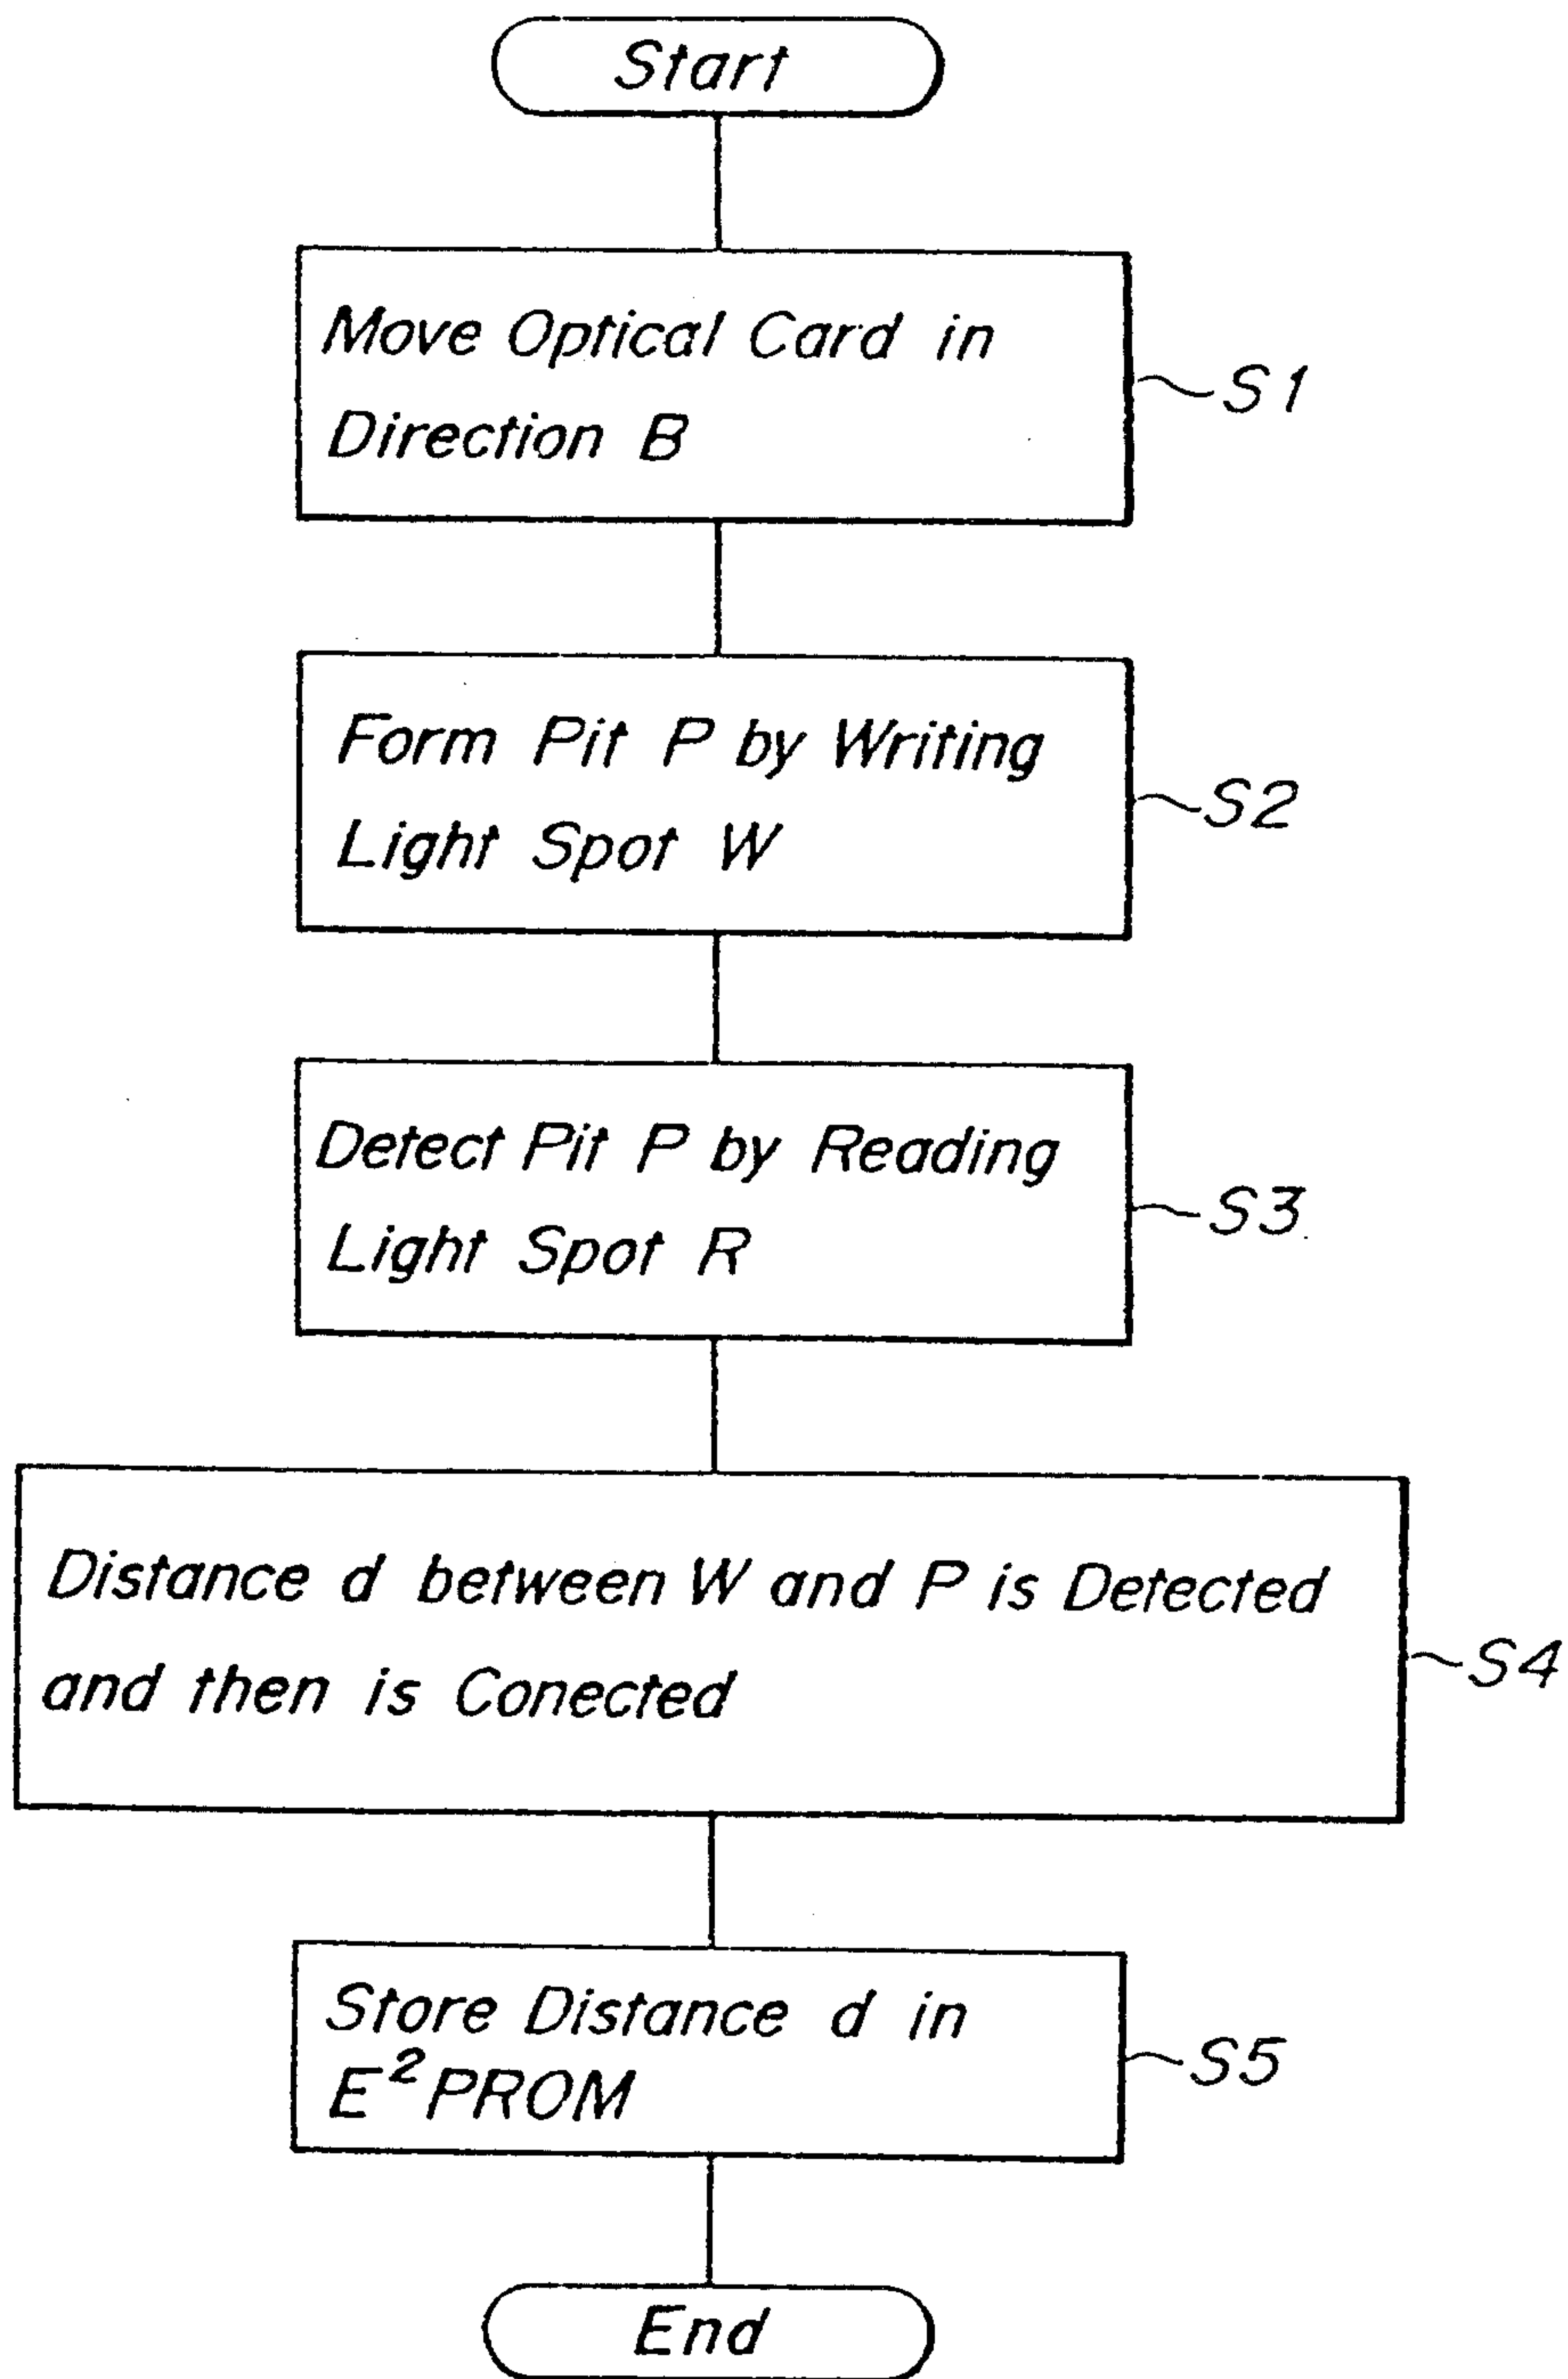 Start
Move Optical Card in
Direction B
S1
Form Pit P by Writing
Light Spot W
S2
Detect Pit P by Reading
Light Spot R
S3
Distance d between W and P is Detected
and then is Conected
S4
Store Distance d in
E²PROM
S5
End